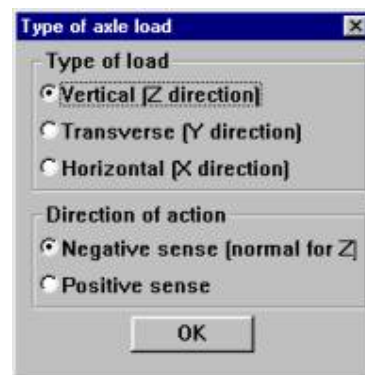 Type of axle load
Type of load
Vertical (Z direction)
Transverse (Y direction)
Horizontal (X direction)
Direction of action
Negative sense (normal for Z)
Positive sense
OK